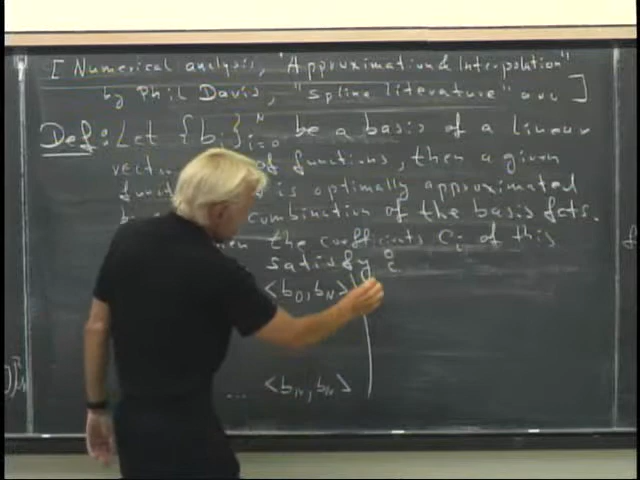 [ Numerical analysis, "Approximation & Interpolation"
by Phil Davis, "Spline literature" ... ]
Def: Let {bi}ᵢ₌₀ᴺ be a basis of a linear
of functions, then a given
is optimally approximated
combination of the basis fcts.
the coefficients Cᵢ of this
satisfy :
<b₀, bN>
... <bN, bN>